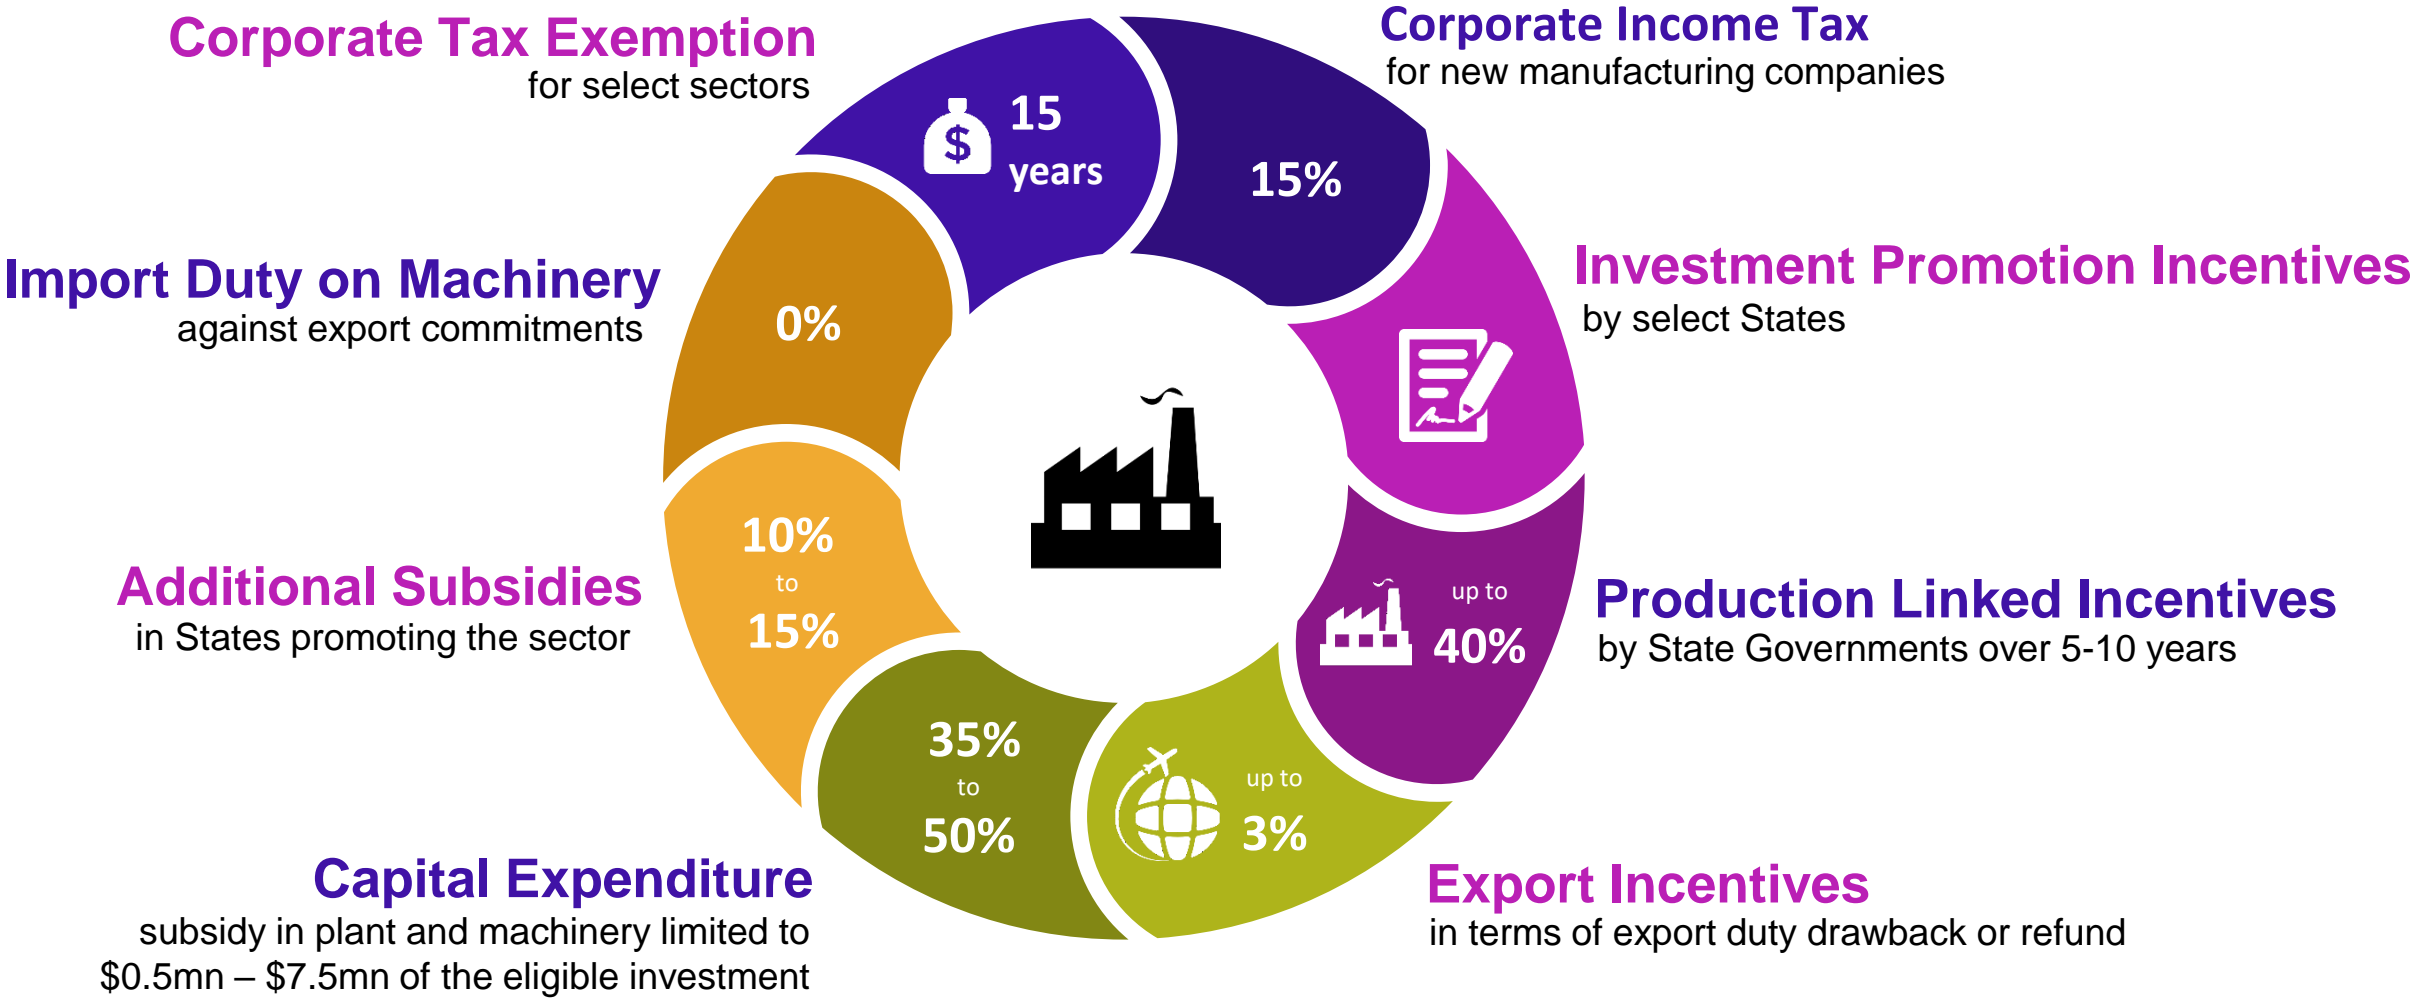 Corporate Tax Exemption
for select sectors
15
years
Corporate Income Tax
for new manufacturing companies
15%
Investment Promotion Incentives
by select States
Production Linked Incentives
by State Governments over 5-10 years
up to
40%
Export Incentives
in terms of export duty drawback or refund
up to
3%
Capital Expenditure
subsidy in plant and machinery limited to
$0.5mn – $7.5mn of the eligible investment
35%
to
50%
Additional Subsidies
in States promoting the sector
10%
to
15%
Import Duty on Machinery
against export commitments
0%
$